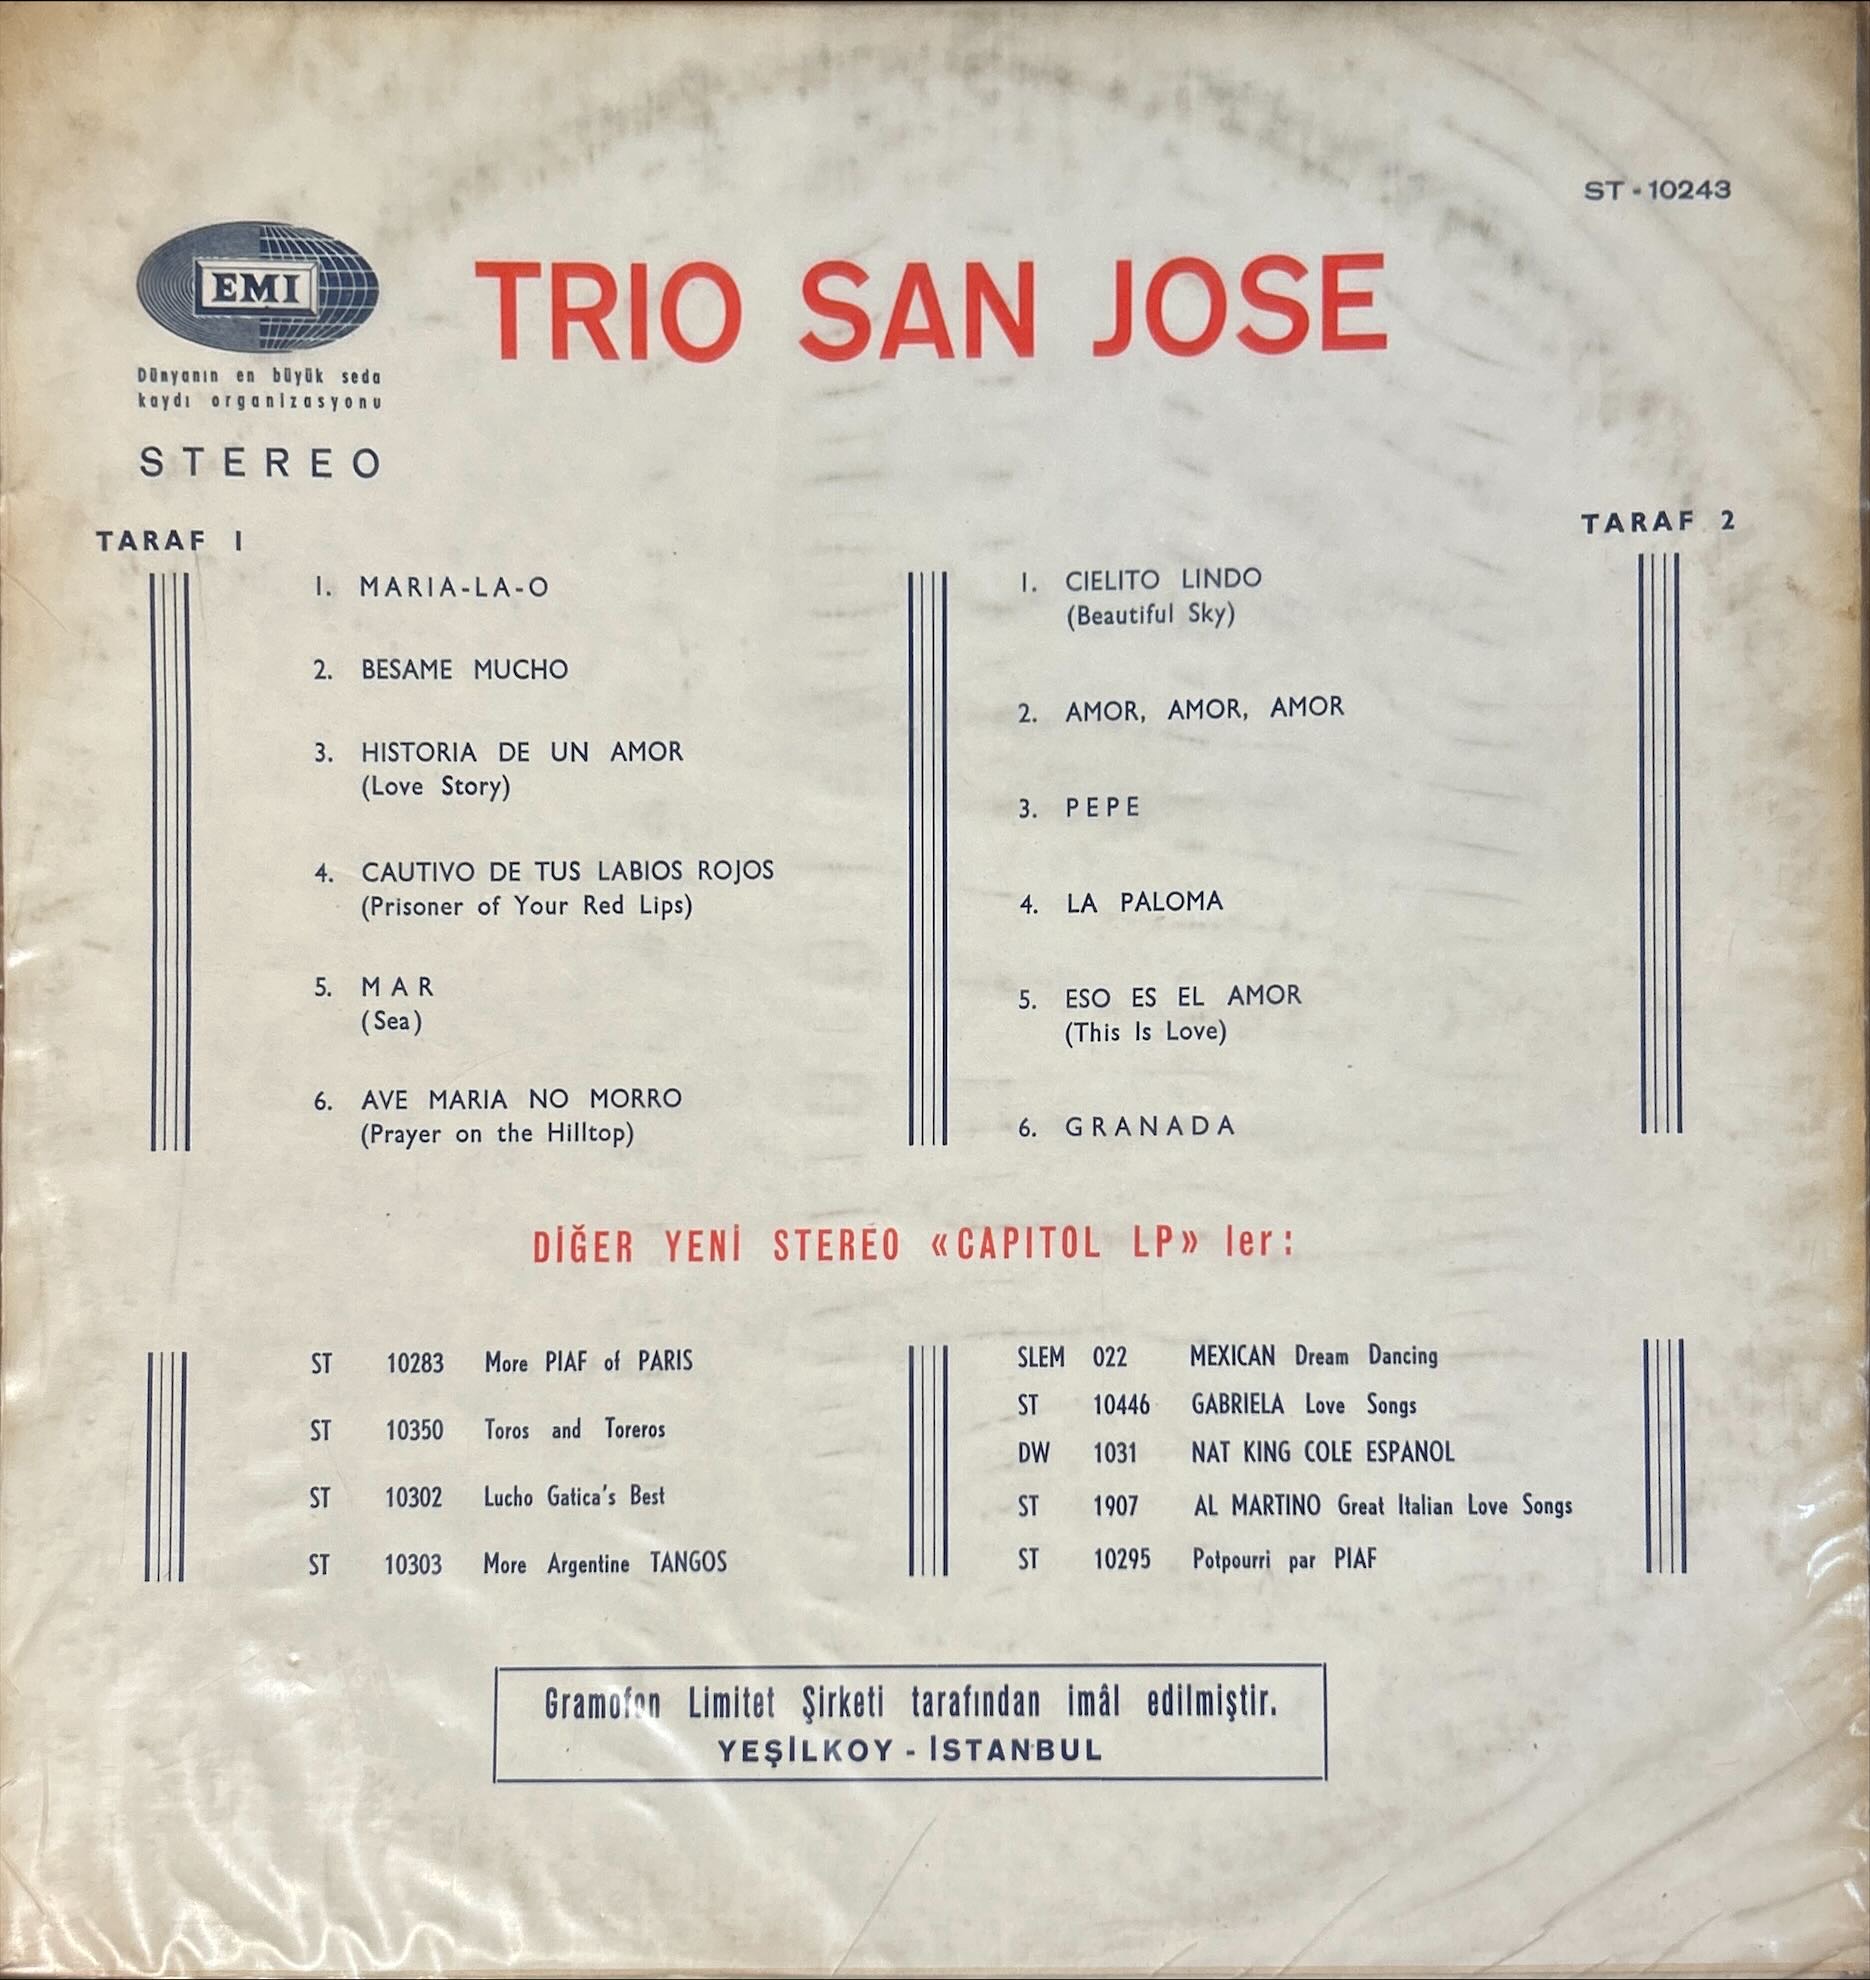 ST - 10243
EMI
TRIO SAN JOSE
Dünyanın en büyük seda
kaydı organizasyonu
STEREO
TARAF 1
1. MARIA-LA-O
2. BESAME MUCHO
3. HISTORIA DE UN AMOR
(Love Story)
4. CAUTIVO DE TUS LABIOS ROJOS
(Prisoner of Your Red Lips)
5. MAR
(Sea)
6. AVE MARIA NO MORRO
(Prayer on the Hilltop)
TARAF 2
1. CIELITO LINDO
(Beautiful Sky)
2. AMOR, AMOR, AMOR
3. PEPE
4. LA PALOMA
5. ESO ES EL AMOR
(This Is Love)
6. GRANADA
DİĞER YENİ STEREO «CAPITOL LP» ler:
ST 10283 More PIAF of PARIS
ST 10350 Toros and Toreros
ST 10302 Lucho Gatica's Best
ST 10303 More Argentine TANGOS
SLEM 022 MEXICAN Dream Dancing
ST 10446 GABRIELA Love Songs
DW 1031 NAT KING COLE ESPANOL
ST 1907 AL MARTINO Great Italian Love Songs
ST 10295 Potpourri par PIAF
Gramofon Limitet Şirketi tarafından imâl edilmiştir.
YEŞİLKOY - İSTANBUL